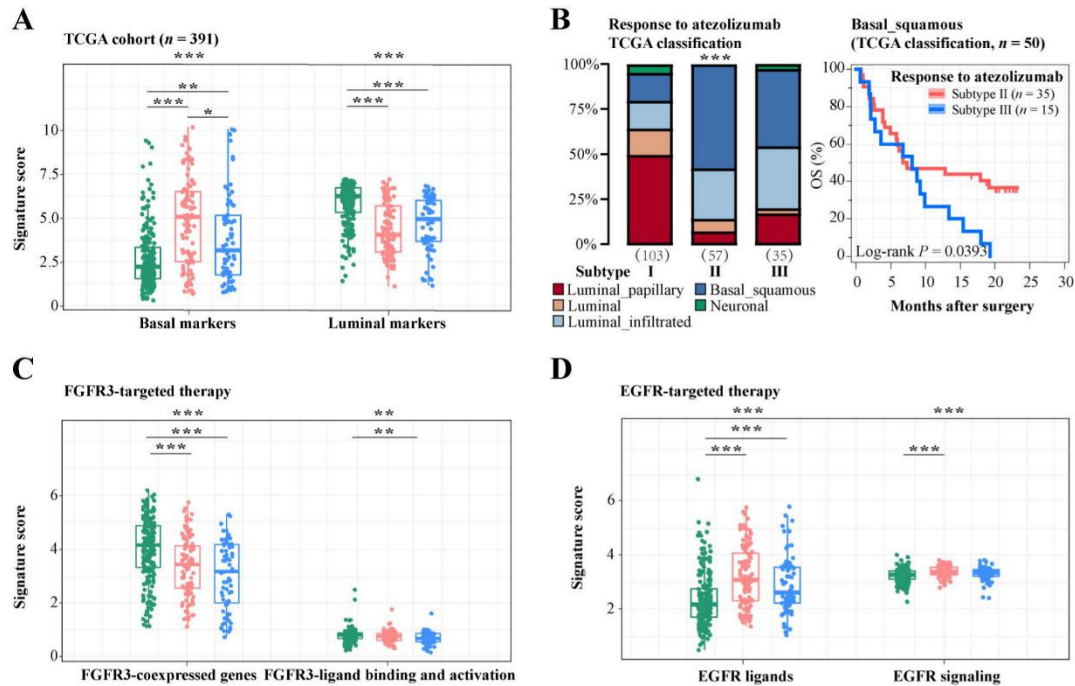 A
TCGA cohort (n = 391)
***
**
***
***
***
*
Signature score
10
7.5
5.0
2.5
0
Basal markers
Luminal markers
B
Response to atezolizumab
TCGA classification
***
100%
75%
50%
25%
0%
(103)
(57)
(35)
Subtype
I
II
III
Luminal_papillary
Basal_squamous
Luminal
Neuronal
Luminal_infiltrated
Basal_squamous
(TCGA classification, n = 50)
Response to atezolizumab
Subtype II (n = 35)
Subtype III (n = 15)
OS (%)
100
80
60
40
20
0
Log-rank P = 0.0393
0
5
10
15
20
25
30
Months after surgery
C
FGFR3-targeted therapy
***
**
***
**
***
Signature score
6
4
2
0
FGFR3-coexpressed genes
FGFR3-ligand binding and activation
D
EGFR-targeted therapy
***
***
***
***
***
Signature score
6
4
2
EGFR ligands
EGFR signaling